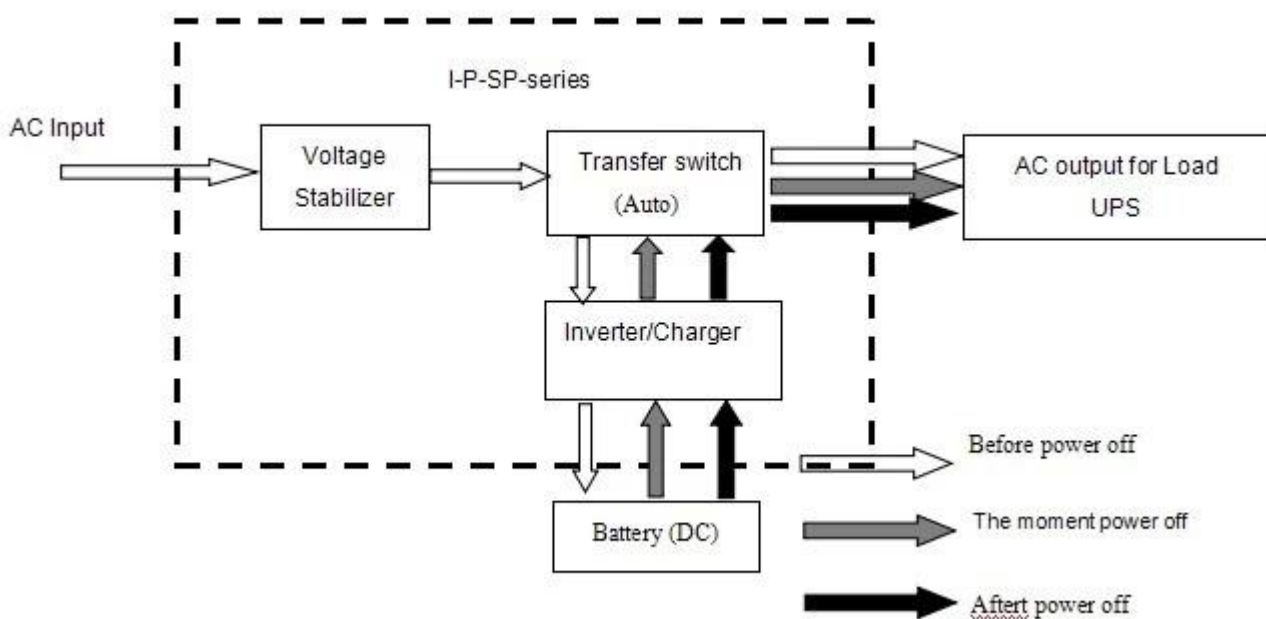 I-P-SP-series
AC Input
Voltage
Stabilizer
Transfer switch
(Auto)
AC output for Load
UPS
Inverter/Charger
Battery (DC)
Before power off
The moment power off
Aftert power off